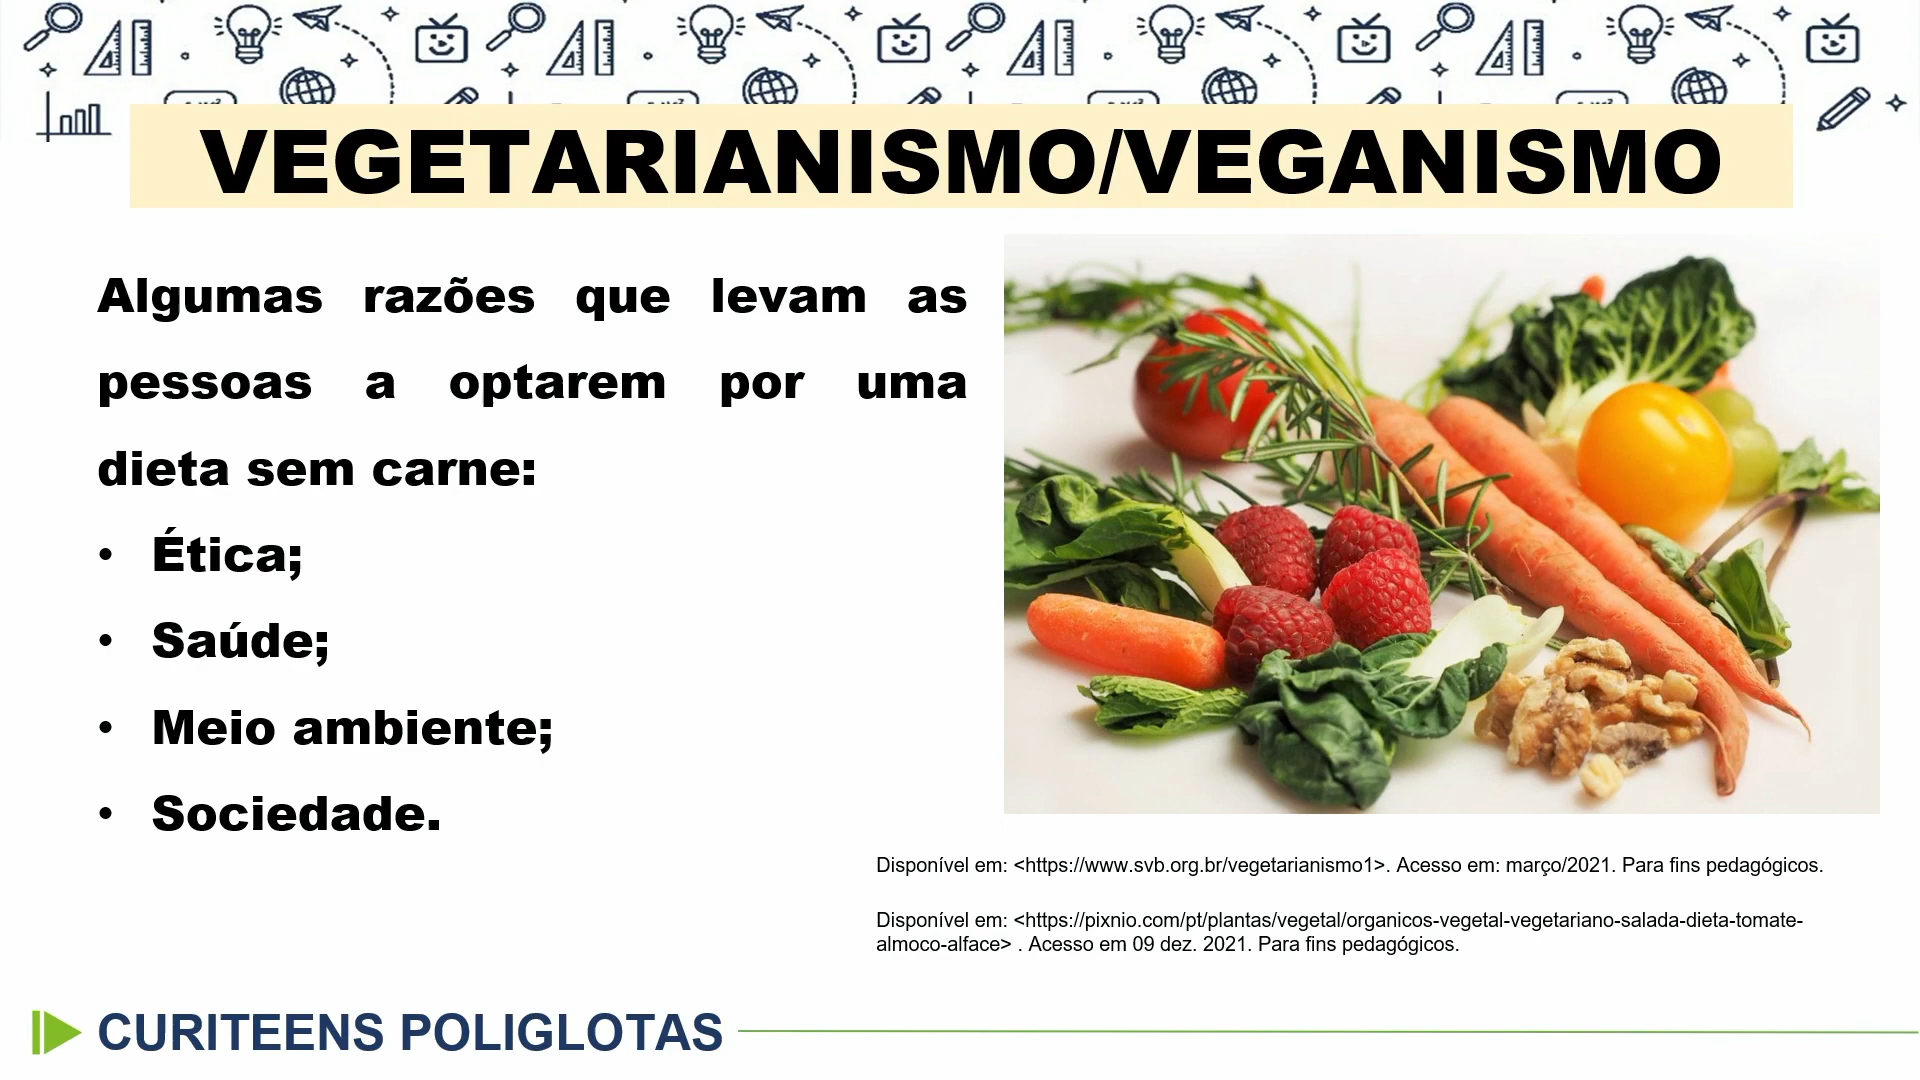 VEGETARIANISMO/VEGANISMO
Algumas razões que levam as
pessoas a optarem por uma
dieta sem carne:
• Ética;
• Saúde;
• Meio ambiente;
• Sociedade.
Disponível em: <https://www.svb.org.br/vegetarianismo1>. Acesso em: março/2021. Para fins pedagógicos.
Disponível em: <https://pixnio.com/pt/plantas/vegetal/organicos-vegetal-vegetariano-salada-dieta-tomate-
almoco-alface> . Acesso em 09 dez. 2021. Para fins pedagógicos.
CURITEENS POLIGLOTAS